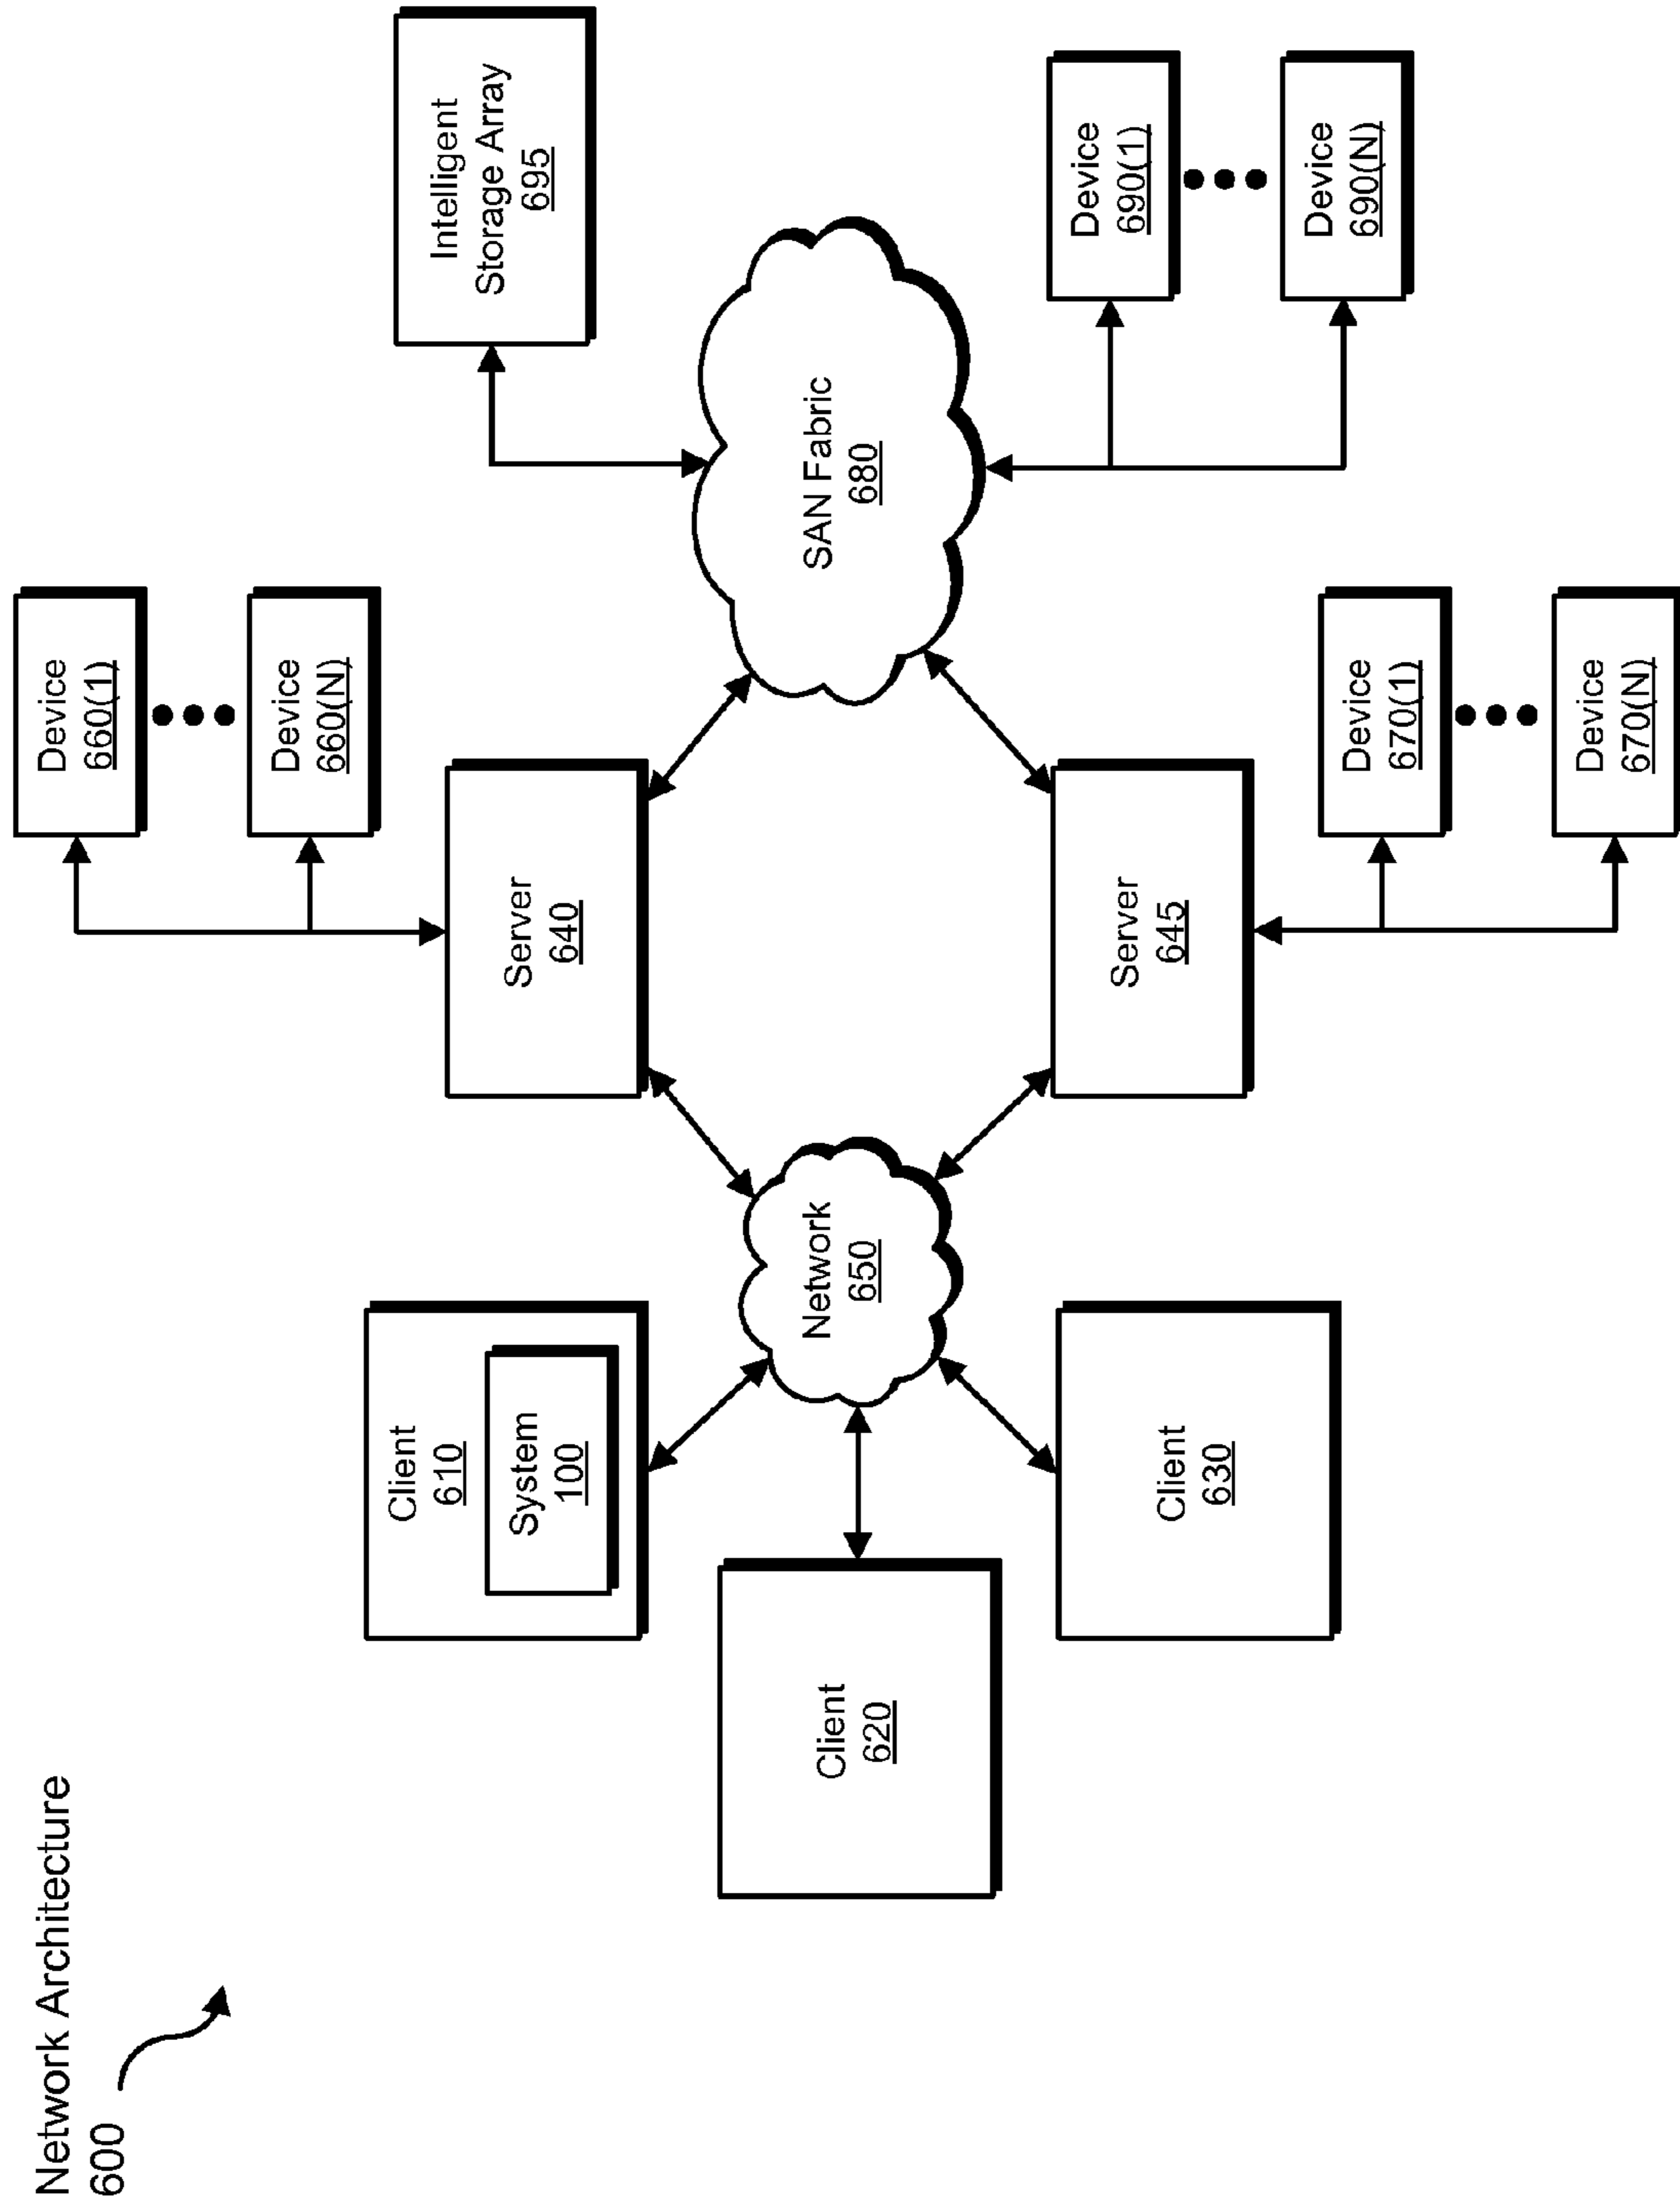 Network Architecture
600
Client
610
System
100
Client
620
Client
630
Network
650
Server
640
Server
645
Device
660(1)
Device
660(N)
Device
670(1)
Device
670(N)
SAN Fabric
680
Intelligent
Storage Array
695
Device
690(1)
Device
690(N)